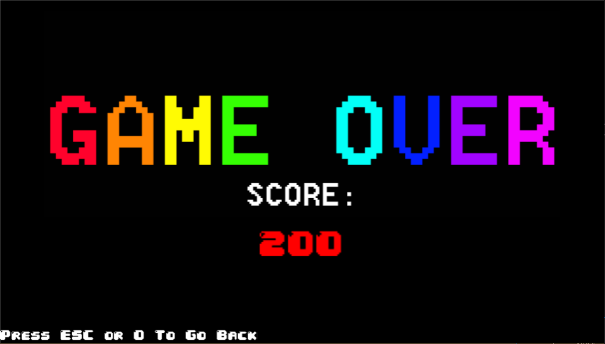 GAME OVER
SCORE:
200
Press ESC or O To Go Back